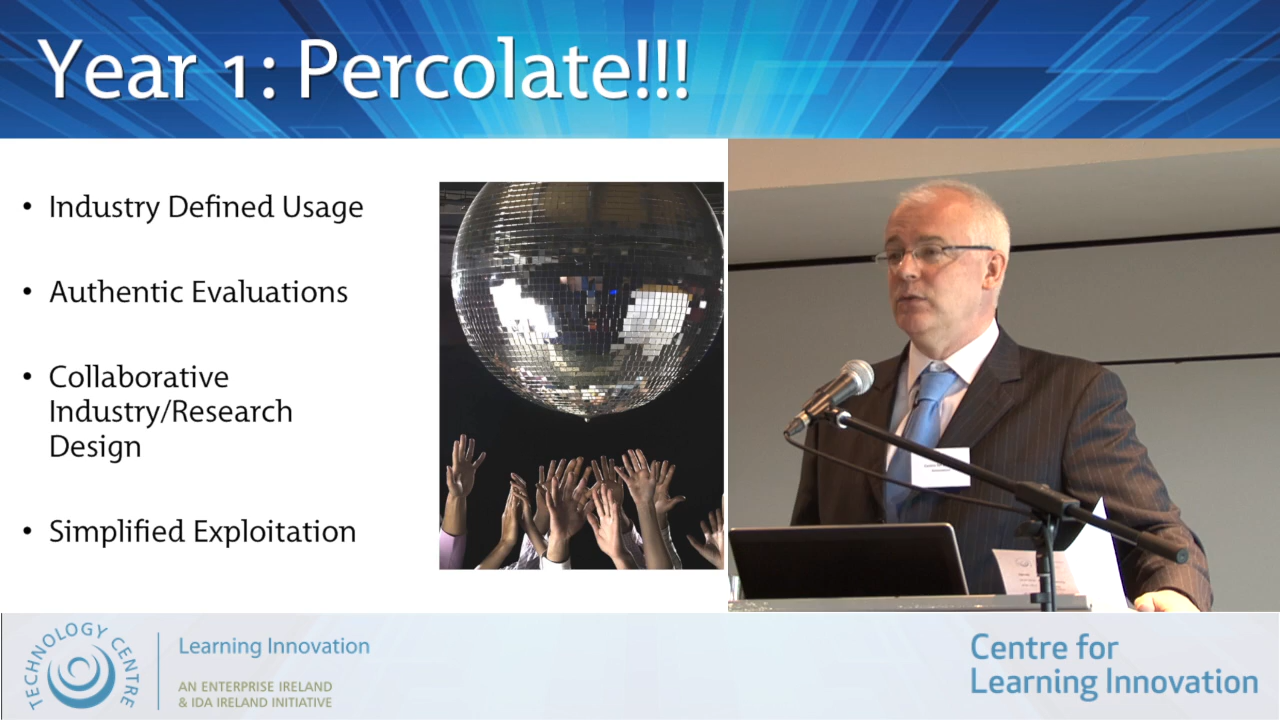 Year 1: Percolate!!!
• Industry Defined Usage
• Authentic Evaluations
• Collaborative
Industry/Research
Design
• Simplified Exploitation
TECHNOLOGY CENTRE
Learning Innovation
AN ENTERPRISE IRELAND
& IDA IRELAND INITIATIVE
Centre for
Learning Innovation